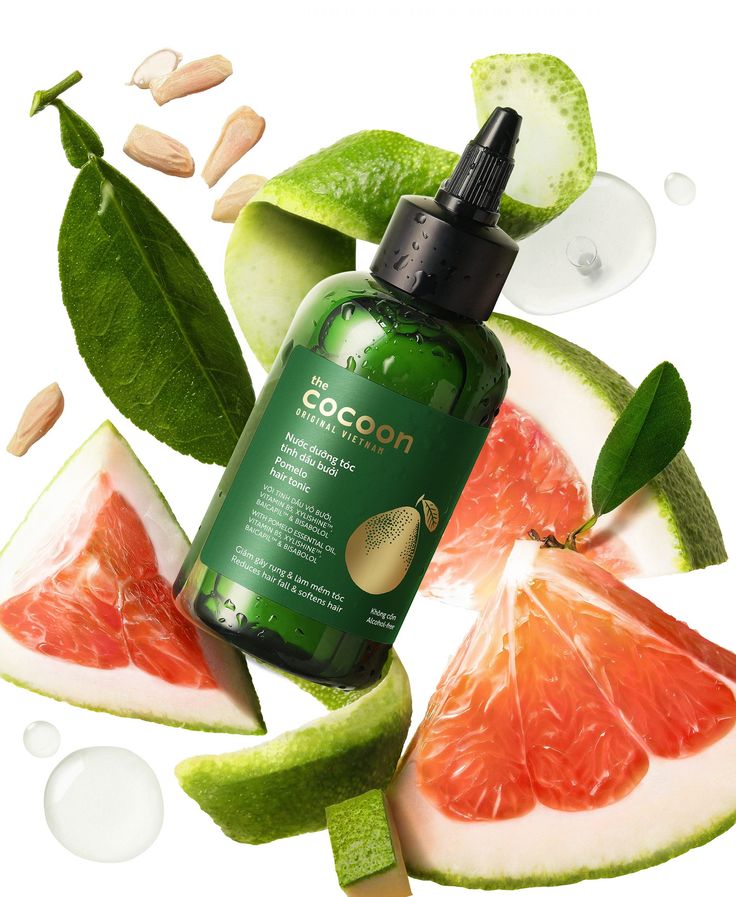 the
cocoon
ORIGINAL VIETNAM
Nước dưỡng tóc
tinh dầu bưởi
Pomelo
hair tonic
VỚI TINH DẦU VỎ BƯỞI,
VITAMIN B5, XYLISHINE™
BAICAPIL™ & BISABOLOL
WITH POMELO ESSENTIAL OIL,
VITAMIN B5, XYLISHINE™
BAICAPIL™ & BISABOLOL
Giảm gãy rụng & làm mềm tóc
Reduces hair fall & softens hair
Không cồn
Alcohol-free